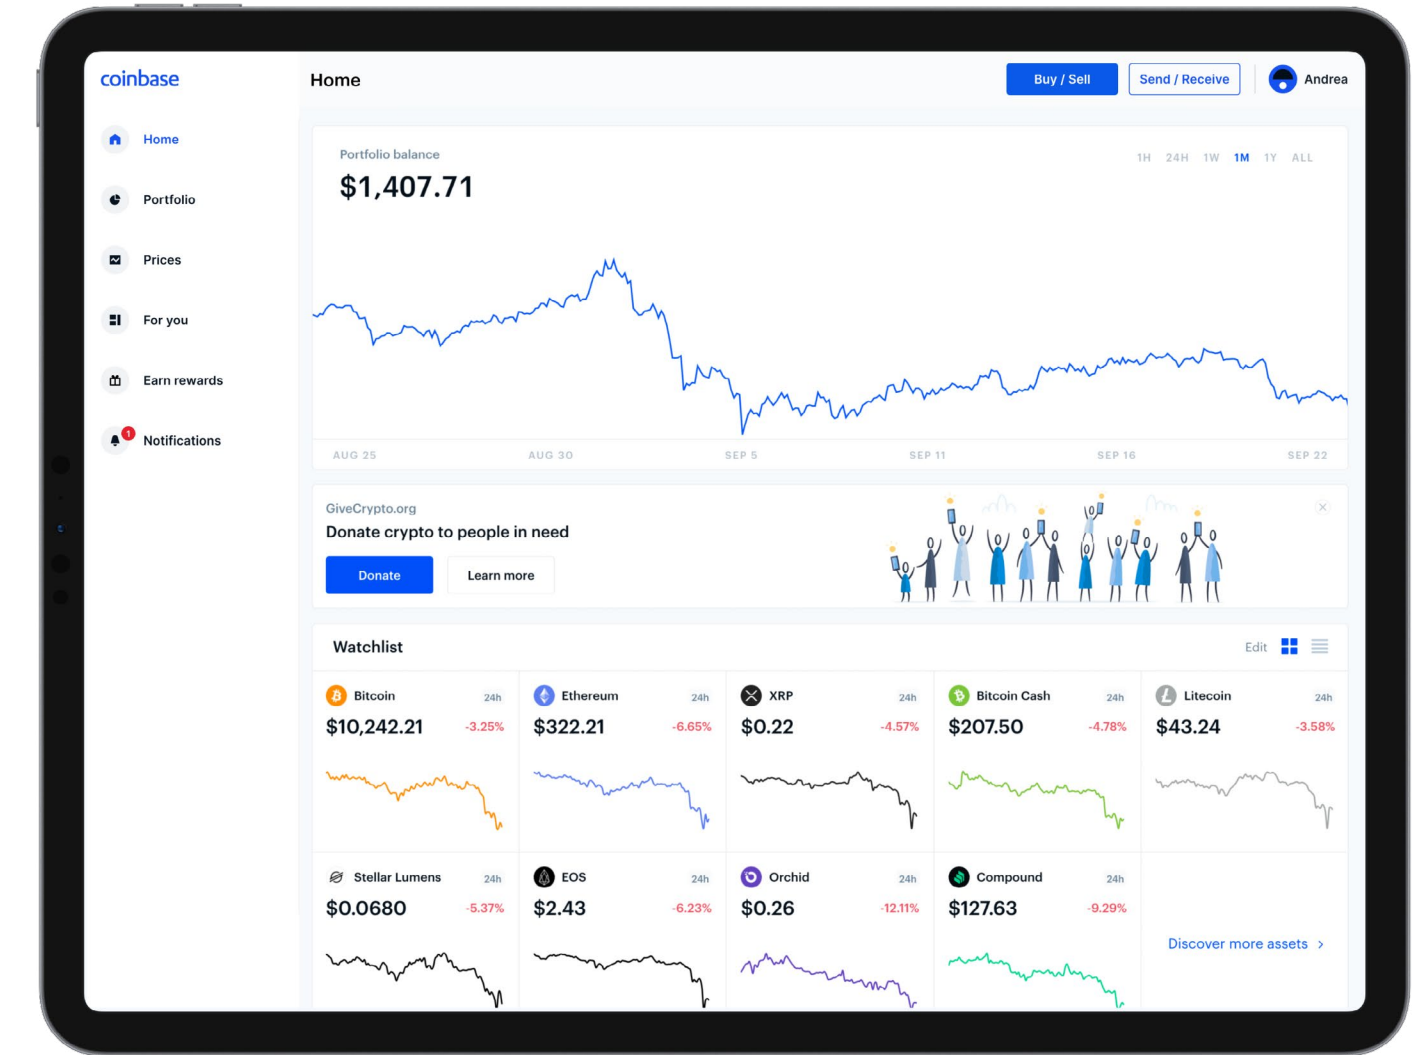 coinbase
Home
Buy / Sell
Send / Receive
Andrea
Home
Portfolio
Prices
For you
Earn rewards
1
Notifications
Portfolio balance
$1,407.71
1H 24H 1W 1M 1Y ALL
AUG 25 AUG 30 SEP 5 SEP 11 SEP 16 SEP 22
GiveCrypto.org
Donate crypto to people in need
Donate
Learn more
Watchlist
Edit
Bitcoin 24h
$10,242.21 -3.25%
Ethereum 24h
$322.21 -6.65%
XRP 24h
$0.22 -4.57%
Bitcoin Cash 24h
$207.50 -4.78%
Litecoin 24h
$43.24 -3.58%
Stellar Lumens 24h
$0.0680 -5.37%
EOS 24h
$2.43 -6.23%
Orchid 24h
$0.26 -12.11%
Compound 24h
$127.63 -9.29%
Discover more assets